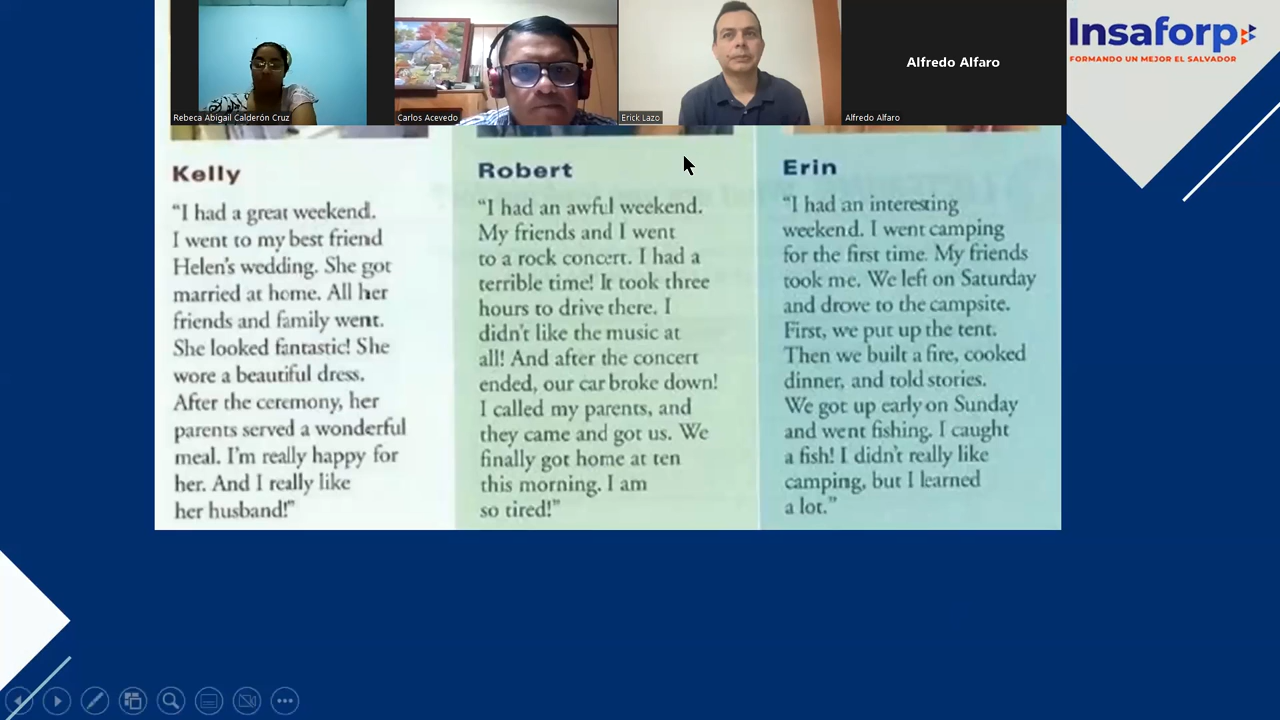 Insaforp
FORMANDO UN MEJOR EL SALVADOR
Alfredo Alfaro
Rebeca Abigail Calderón Cruz
Carlos Acevedo
Erick Lazo
Alfredo Alfaro
Kelly
“I had a great weekend.
I went to my best friend
Helen's wedding. She got
married at home. All her
friends and family went.
She looked fantastic! She
wore a beautiful dress.
After the ceremony, her
parents served a wonderful
meal. I'm really happy for
her. And I really like
her husband!”
Robert
“I had an awful weekend.
My friends and I went
to a rock concert. I had a
terrible time! It took three
hours to drive there. I
didn't like the music at
all! And after the concert
ended, our car broke down!
I called my parents, and
they came and got us. We
finally got home at ten
this morning. I am
so tired!”
Erin
“I had an interesting
weekend. I went camping
for the first time. My friends
took me. We left on Saturday
and drove to the campsite.
First, we put up the tent.
Then we built a fire, cooked
dinner, and told stories.
We got up early on Sunday
and went fishing. I caught
a fish! I didn't really like
camping, but I learned
a lot.”